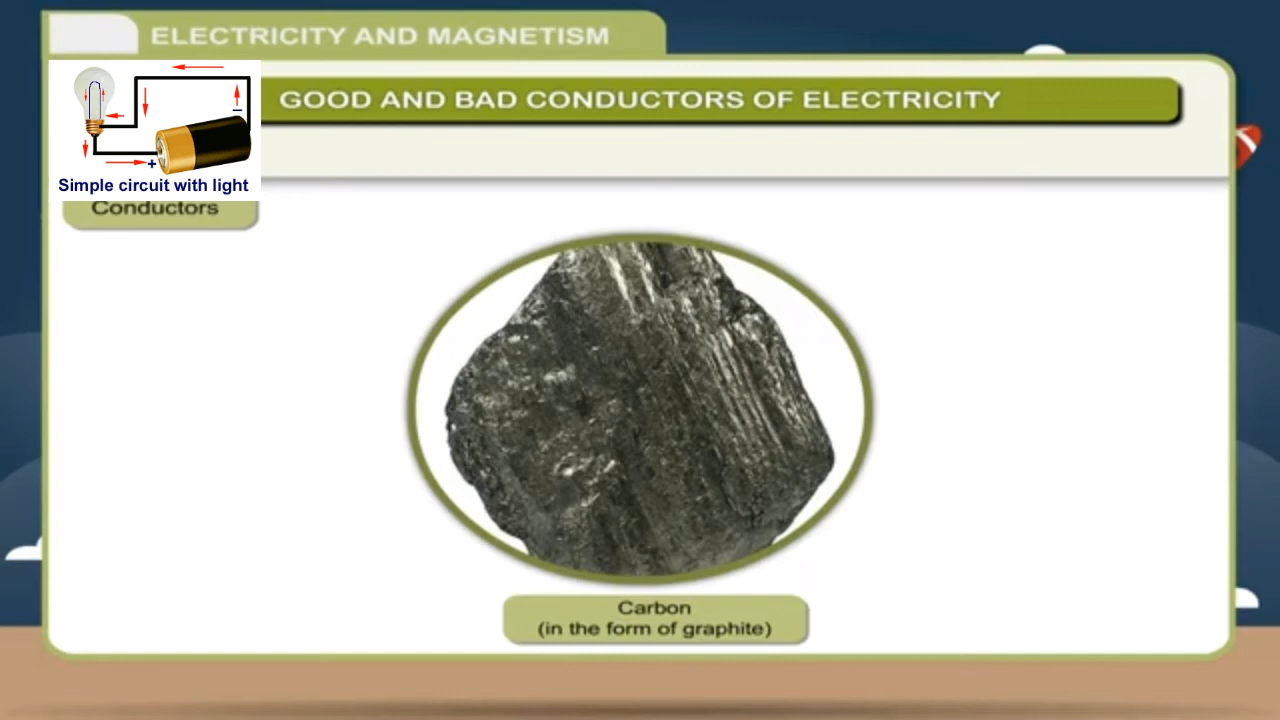 ELECTRICITY AND MAGNETISM
GOOD AND BAD CONDUCTORS OF ELECTRICITY
−
+
Simple circuit with light
Conductors
Carbon
(in the form of graphite)